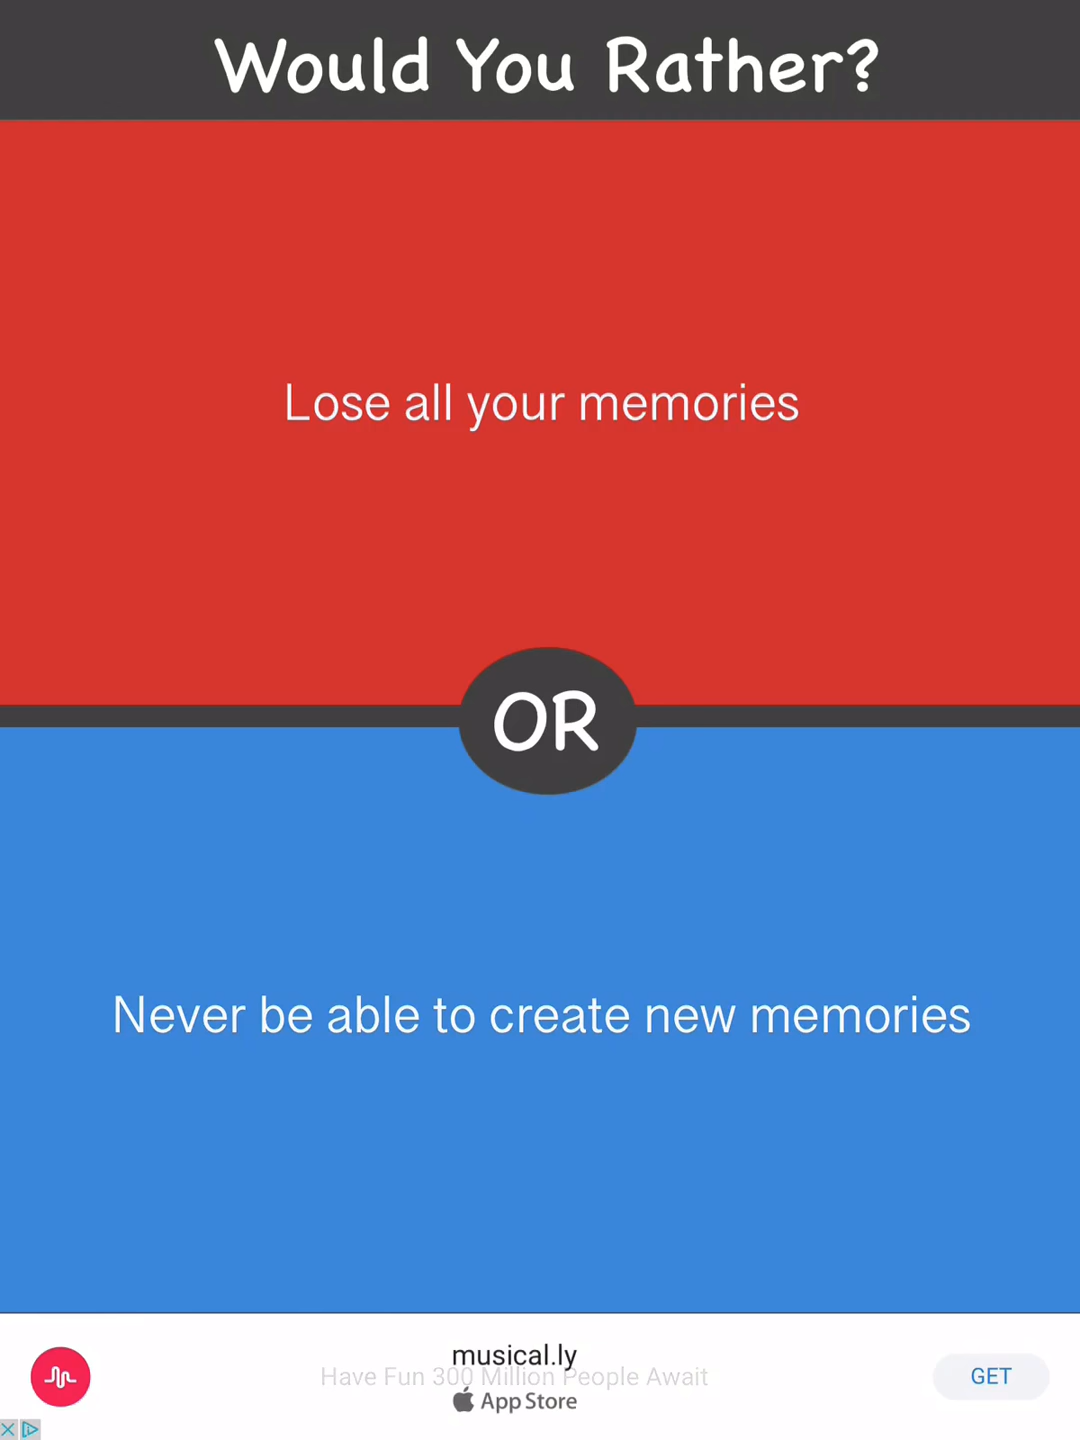 Would You Rather?
Lose all your memories
OR
Never be able to create new memories
musical.ly
Have Fun 300 Million People Await
App Store
GET